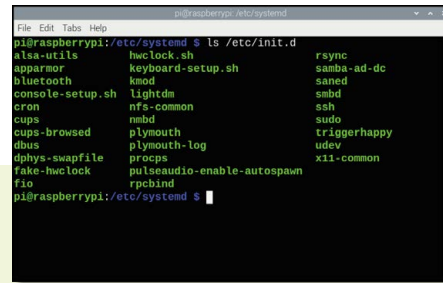 pi@raspberrypi: /etc/systemd
File Edit Tabs Help
pi@raspberrypi:/etc/systemd $ ls /etc/init.d
alsa-utils hwclock.sh rsync
apparmor keyboard-setup.sh samba-ad-dc
bluetooth kmod saned
console-setup.sh lightdm smbd
cron nfs-common ssh
cups nmbd sudo
cups-browsed plymouth triggerhappy
dbus plymouth-log udev
dphys-swapfile procps x11-common
fake-hwclock pulseaudio-enable-autospawn
fio rpcbind
pi@raspberrypi:/etc/systemd $